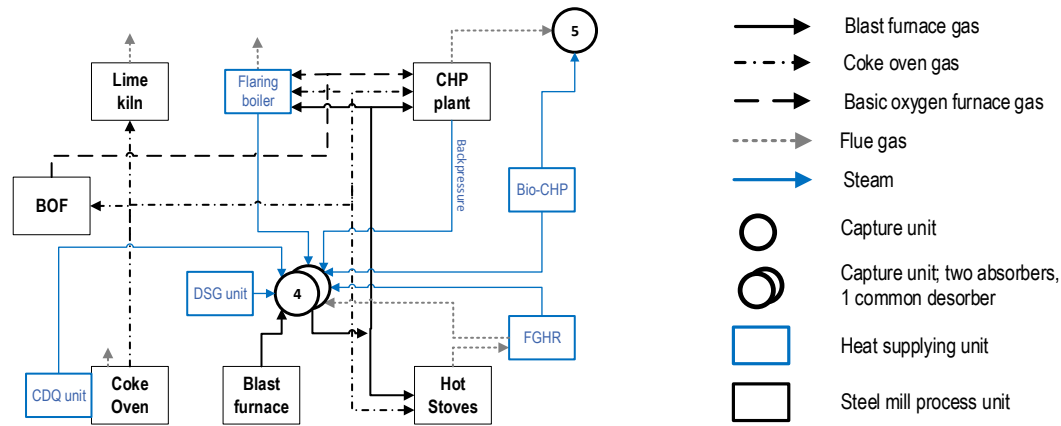 5
Lime
kiln
Flaring
boiler
CHP
plant
Backpressure
Bio-CHP
BOF
DSG unit
4
FGHR
CDQ unit
Coke
Oven
Blast
furnace
Hot
Stoves
Blast furnace gas
Coke oven gas
Basic oxygen furnace gas
Flue gas
Steam
Capture unit
Capture unit; two absorbers,
1 common desorber
Heat supplying unit
Steel mill process unit